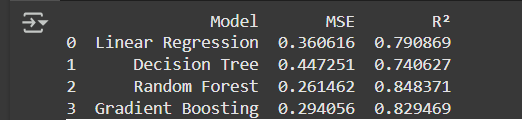 Model MSE R²
0 Linear Regression 0.360616 0.790869
1 Decision Tree 0.447251 0.740627
2 Random Forest 0.261462 0.848371
3 Gradient Boosting 0.294056 0.829469